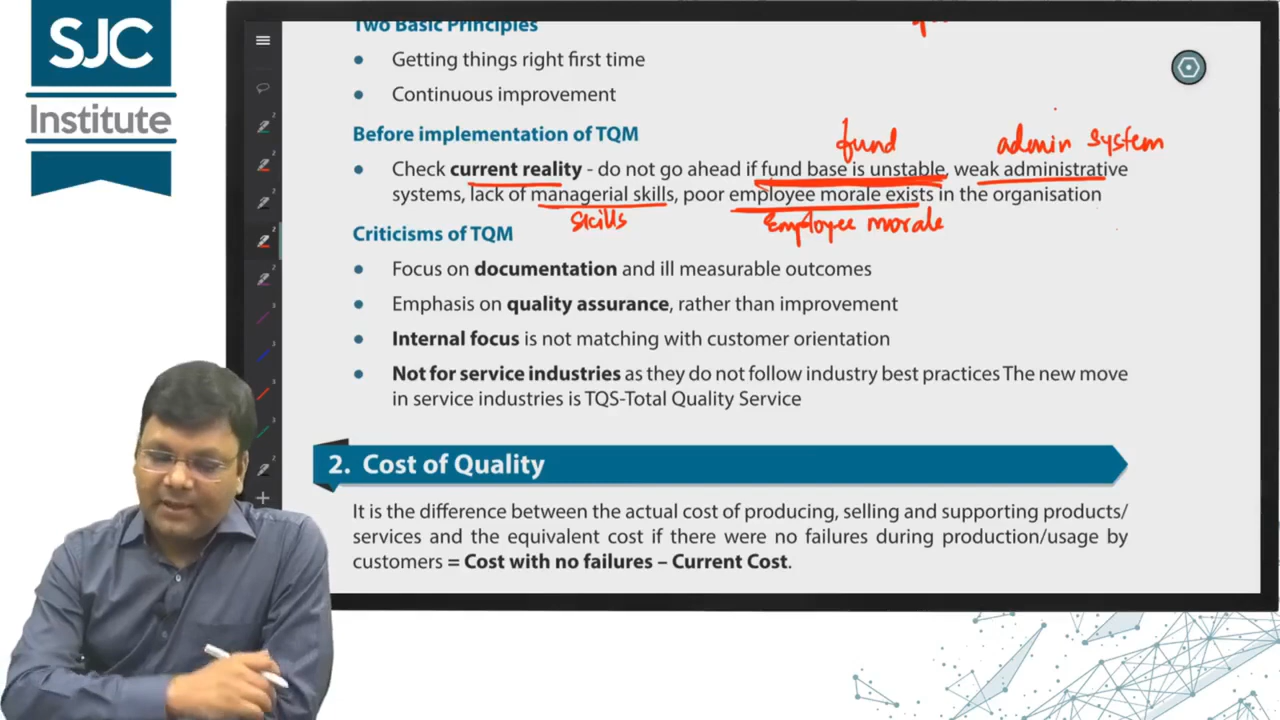 SJC
Institute
Two Basic Principles
• Getting things right first time
• Continuous improvement
Before implementation of TQM
fund admin system
• Check current reality - do not go ahead if fund base is unstable, weak administrative
systems, lack of managerial skills, poor employee morale exists in the organisation
skills Employee morale
Criticisms of TQM
• Focus on documentation and ill measurable outcomes
• Emphasis on quality assurance, rather than improvement
• Internal focus is not matching with customer orientation
• Not for service industries as they do not follow industry best practices The new move
in service industries is TQS-Total Quality Service
2. Cost of Quality
It is the difference between the actual cost of producing, selling and supporting products/
services and the equivalent cost if there were no failures during production/usage by
customers = Cost with no failures – Current Cost.